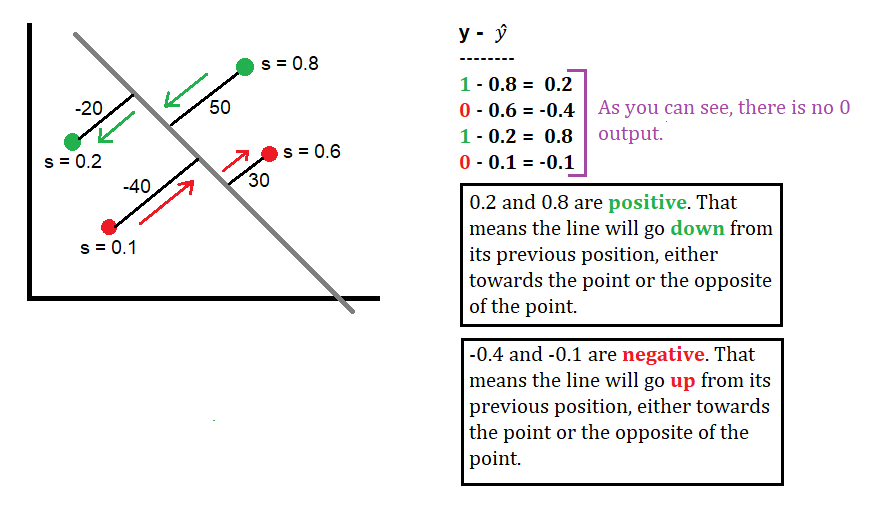 s = 0.8
-20
50
s = 0.2
s = 0.6
-40
30
s = 0.1
y - ŷ
--------
1 - 0.8 = 0.2
0 - 0.6 = -0.4
1 - 0.2 = 0.8
0 - 0.1 = -0.1
As you can see, there is no 0
output.
0.2 and 0.8 are positive. That
means the line will go down from
its previous position, either
towards the point or the opposite
of the point.
-0.4 and -0.1 are negative. That
means the line will go up from its
previous position, either towards
the point or the opposite of the
point.